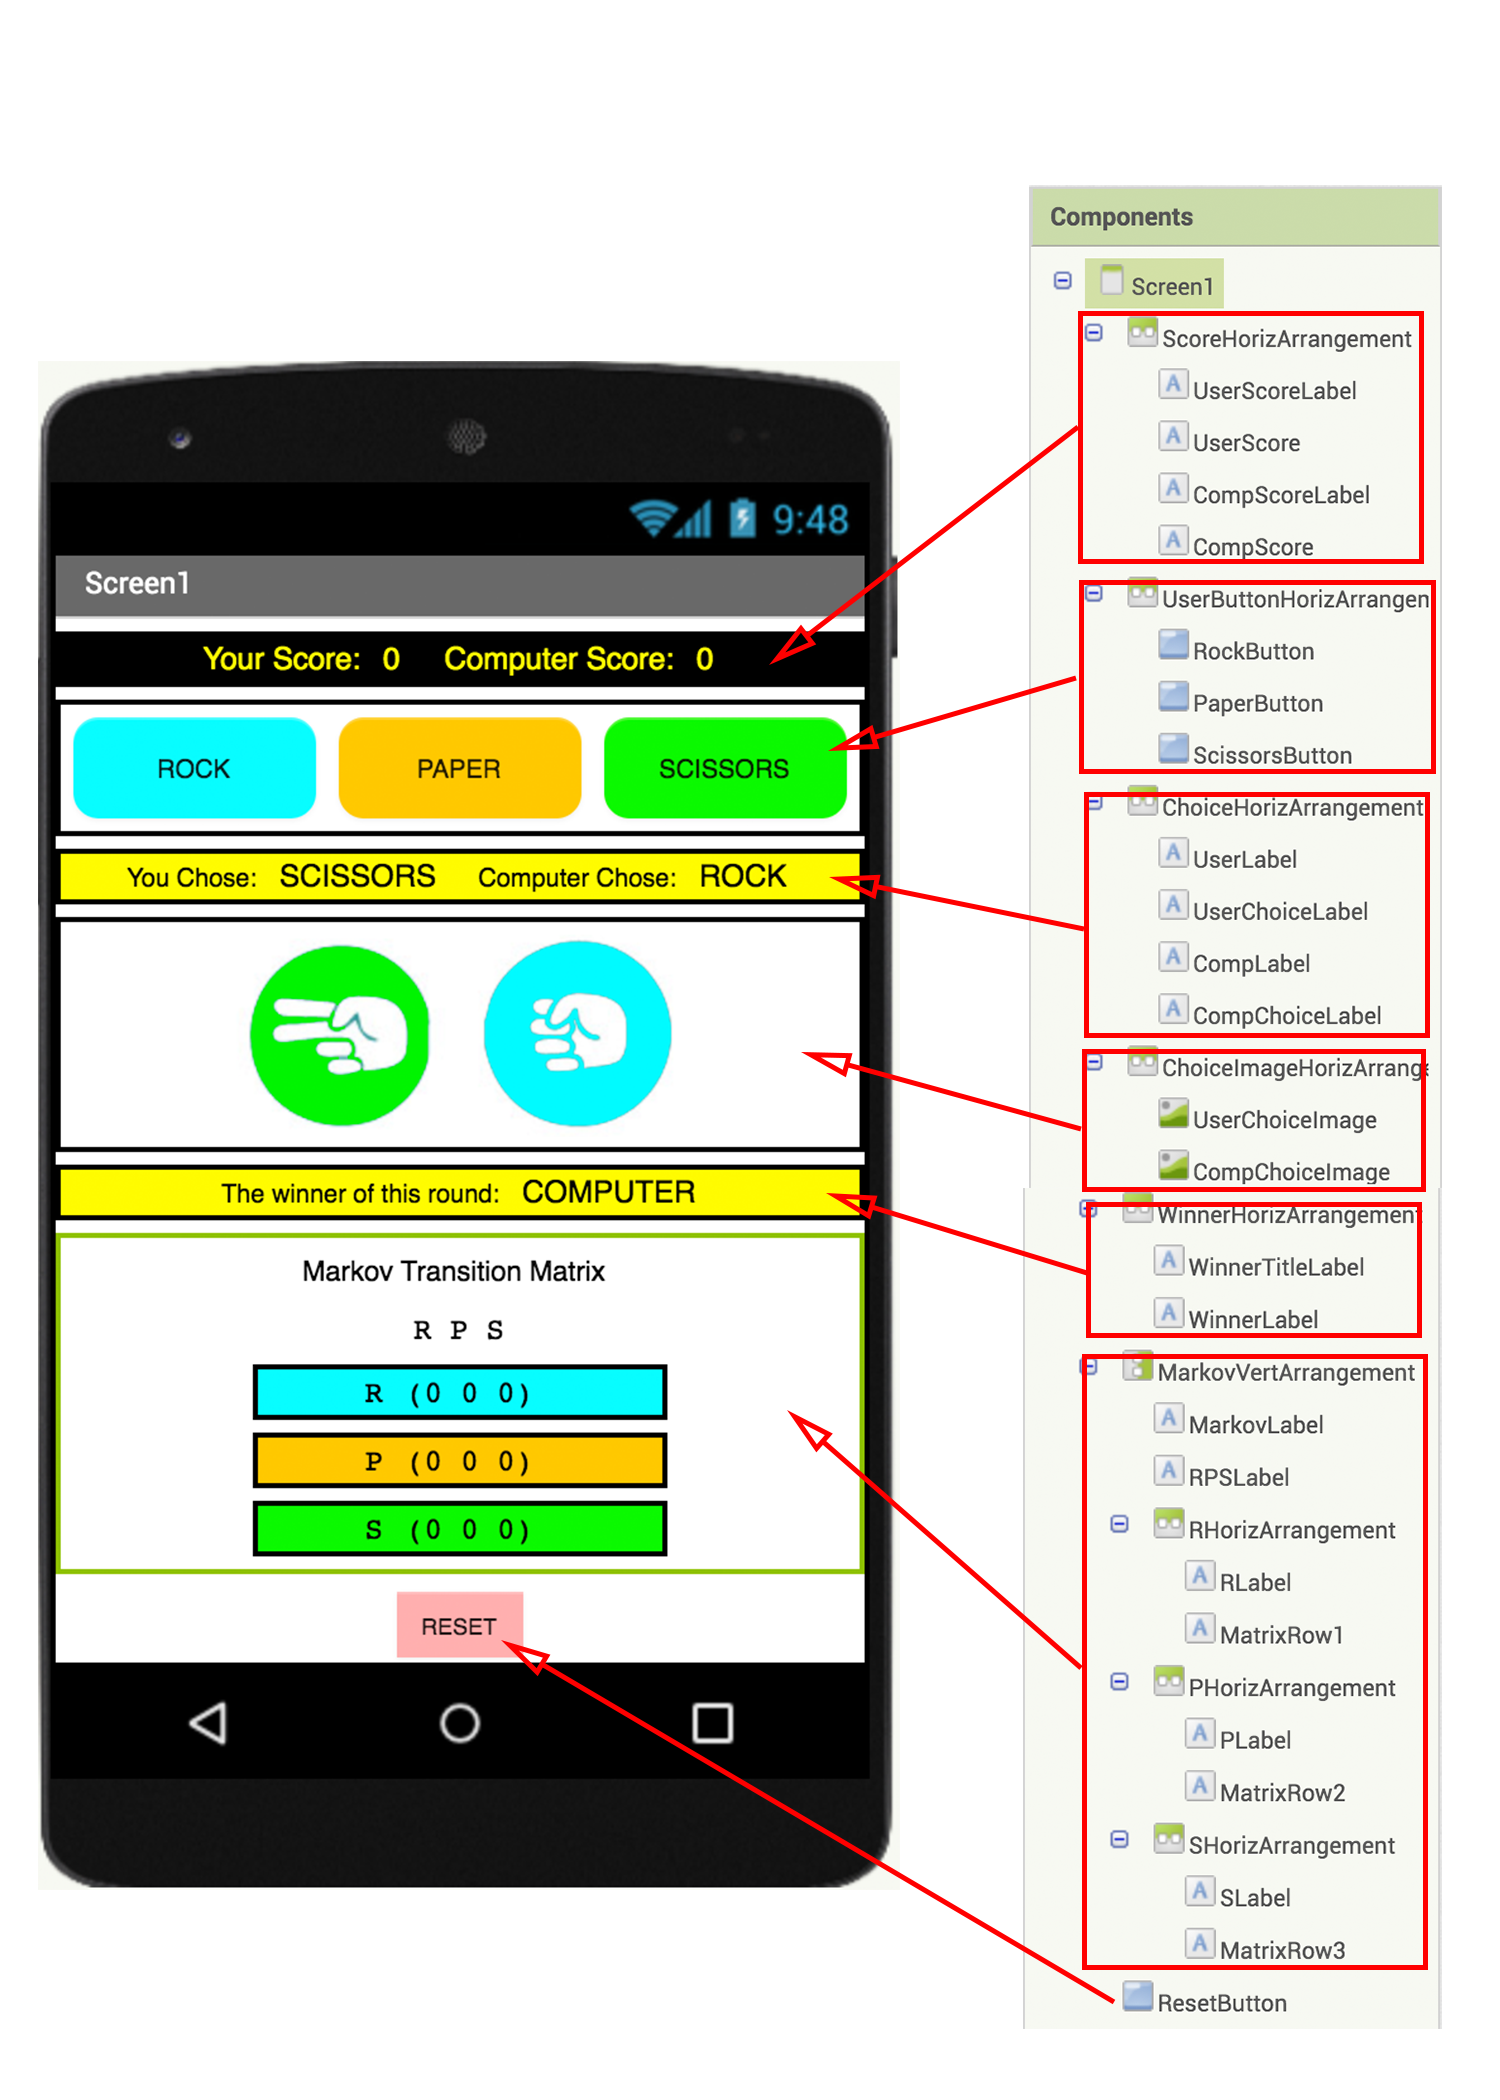 9:48
Screen1
Your Score: 0 Computer Score: 0
ROCK PAPER SCISSORS
You Chose: SCISSORS Computer Chose: ROCK
The winner of this round: COMPUTER
Markov Transition Matrix
R P S
R (0 0 0)
P (0 0 0)
S (0 0 0)
RESET
Components
Screen1
ScoreHorizArrangement
A UserScoreLabel
A UserScore
A CompScoreLabel
A CompScore
UserButtonHorizArrangen
RockButton
PaperButton
ScissorsButton
ChoiceHorizArrangement
A UserLabel
A UserChoiceLabel
A CompLabel
A CompChoiceLabel
ChoiceImageHorizArrang
UserChoiceImage
CompChoiceImage
WinnerHorizArrangement
A WinnerTitleLabel
A WinnerLabel
MarkovVertArrangement
A MarkovLabel
A RPSLabel
RHorizArrangement
A RLabel
A MatrixRow1
PHorizArrangement
A PLabel
A MatrixRow2
SHorizArrangement
A SLabel
A MatrixRow3
ResetButton